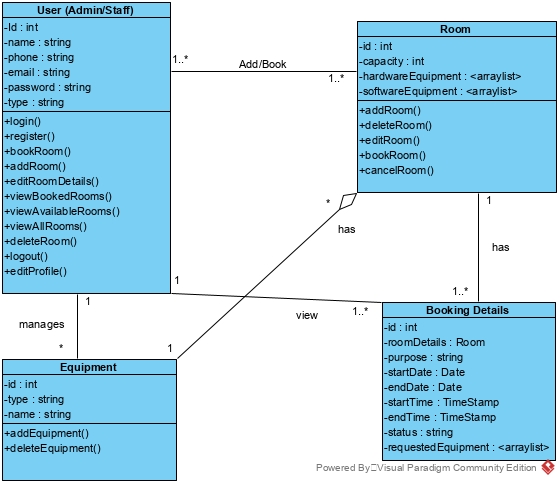 User (Admin/Staff)
-Id : int
-name : string
-phone : string
-email : string
-password : string
-type : string
+login()
+register()
+bookRoom()
+addRoom()
+editRoomDetails()
+viewBookedRooms()
+viewAvailableRooms()
+viewAllRooms()
+deleteRoom()
+logout()
+editProfile()
1..*
Add/Book
1..*
Room
-id : int
-capacity : int
-hardwareEquipment : <arraylist>
-softwareEquipment : <arraylist>
+addRoom()
+deleteRoom()
+editRoom()
+bookRoom()
+cancelRoom()
*
has
1
has
1..*
1
view
1..*
1
manages
*
1
Equipment
-id : int
-type : string
-name : string
+addEquipment()
+deleteEquipment()
Booking Details
-id : int
-roomDetails : Room
-purpose : string
-startDate : Date
-endDate : Date
-startTime : TimeStamp
-endTime : TimeStamp
-status : string
-requestedEquipment : <arraylist>
Powered By Visual Paradigm Community Edition